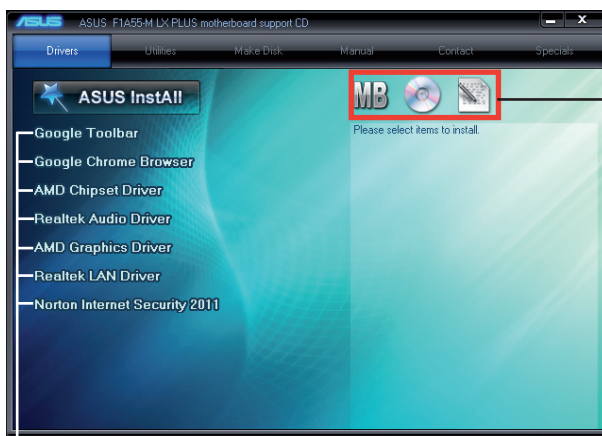 ASUS ASUS F1A55-M LX PLUS motherboard support CD
Drivers Utilities Make Disk Manual Contact Specials
ASUS InstAll
MB
Please select items to install.
Google Toolbar
Google Chrome Browser
AMD Chipset Driver
Realtek Audio Driver
AMD Graphics Driver
Realtek LAN Driver
Norton Internet Security 2011